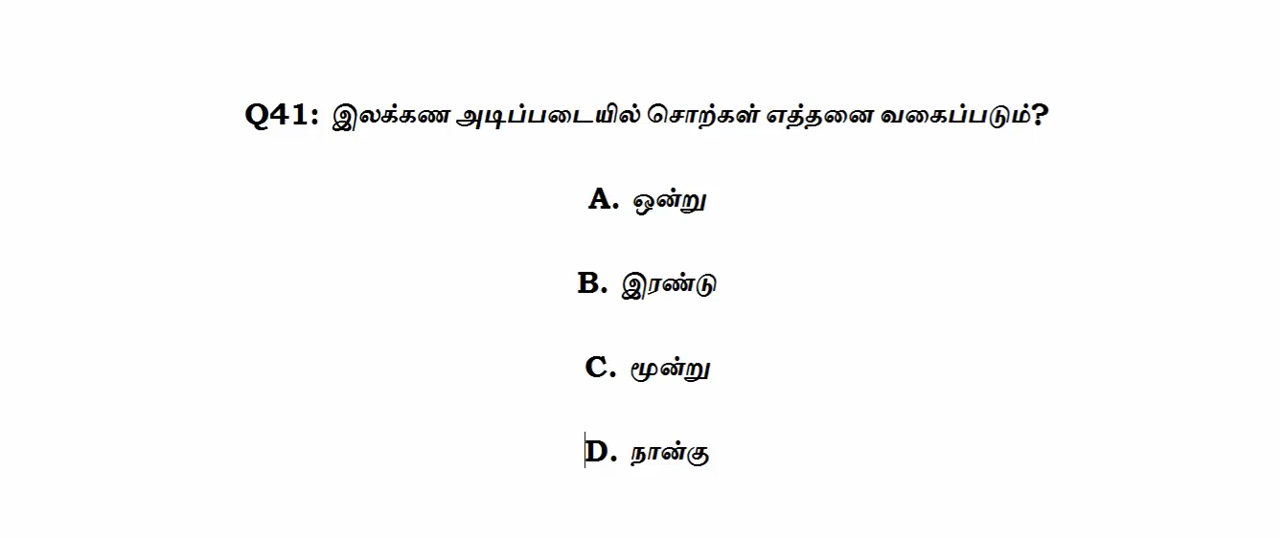 Q41: இலக்கண அடிப்படையில் சொற்கள் எத்தனை வகைப்படும்?
A. ஒன்று
B. இரண்டு
C. மூன்று
D. நான்கு